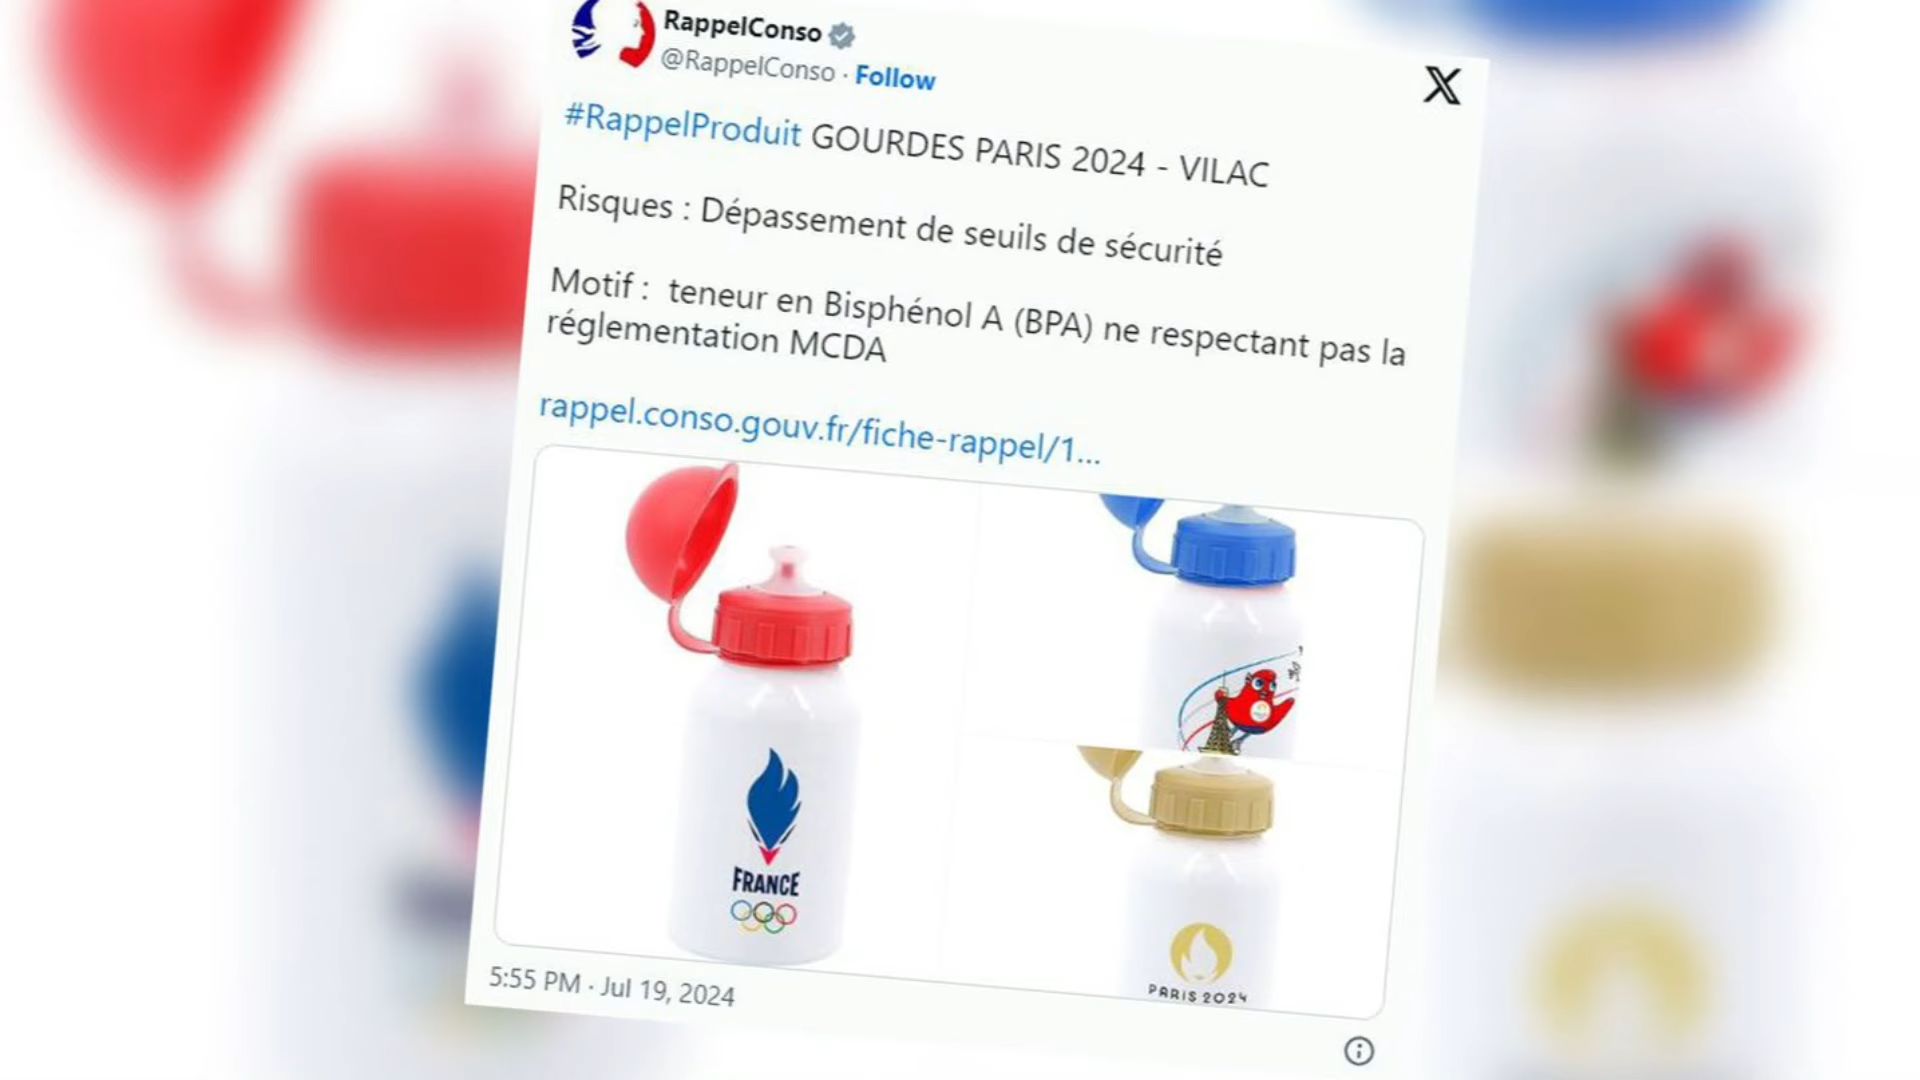 RappelConso
@RappelConso · Follow
#RappelProduit GOURDES PARIS 2024 - VILAC
Risques : Dépassement de seuils de sécurité
Motif :  teneur en Bisphénol A (BPA) ne respectant pas la
réglementation MCDA
rappel.conso.gouv.fr/fiche-rappel/1...
FRANCE
PARIS 2024
5:55 PM · Jul 19, 2024